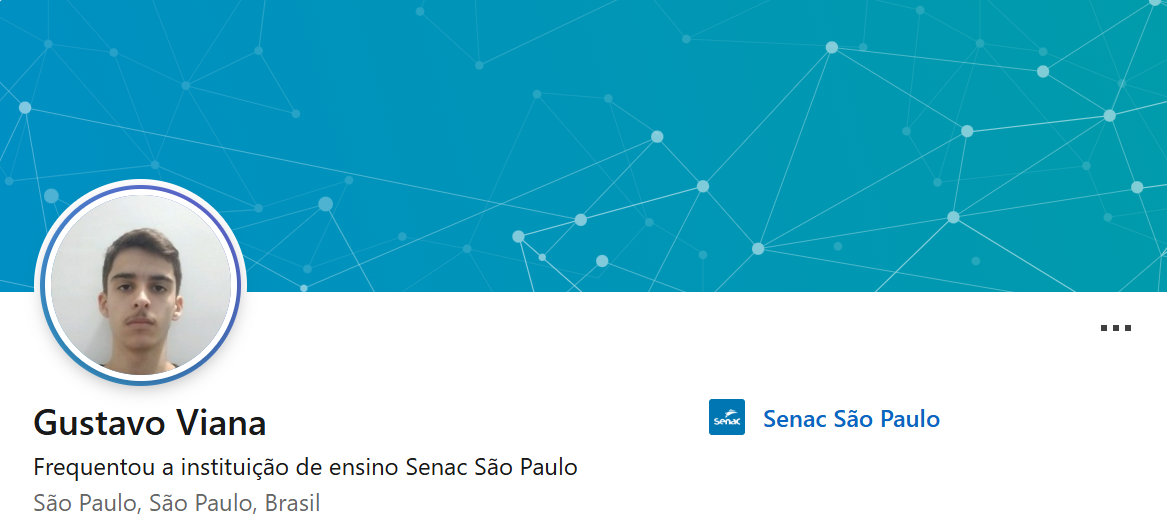 Gustavo Viana
Frequentou a instituição de ensino Senac São Paulo
São Paulo, São Paulo, Brasil
Senac
Senac São Paulo